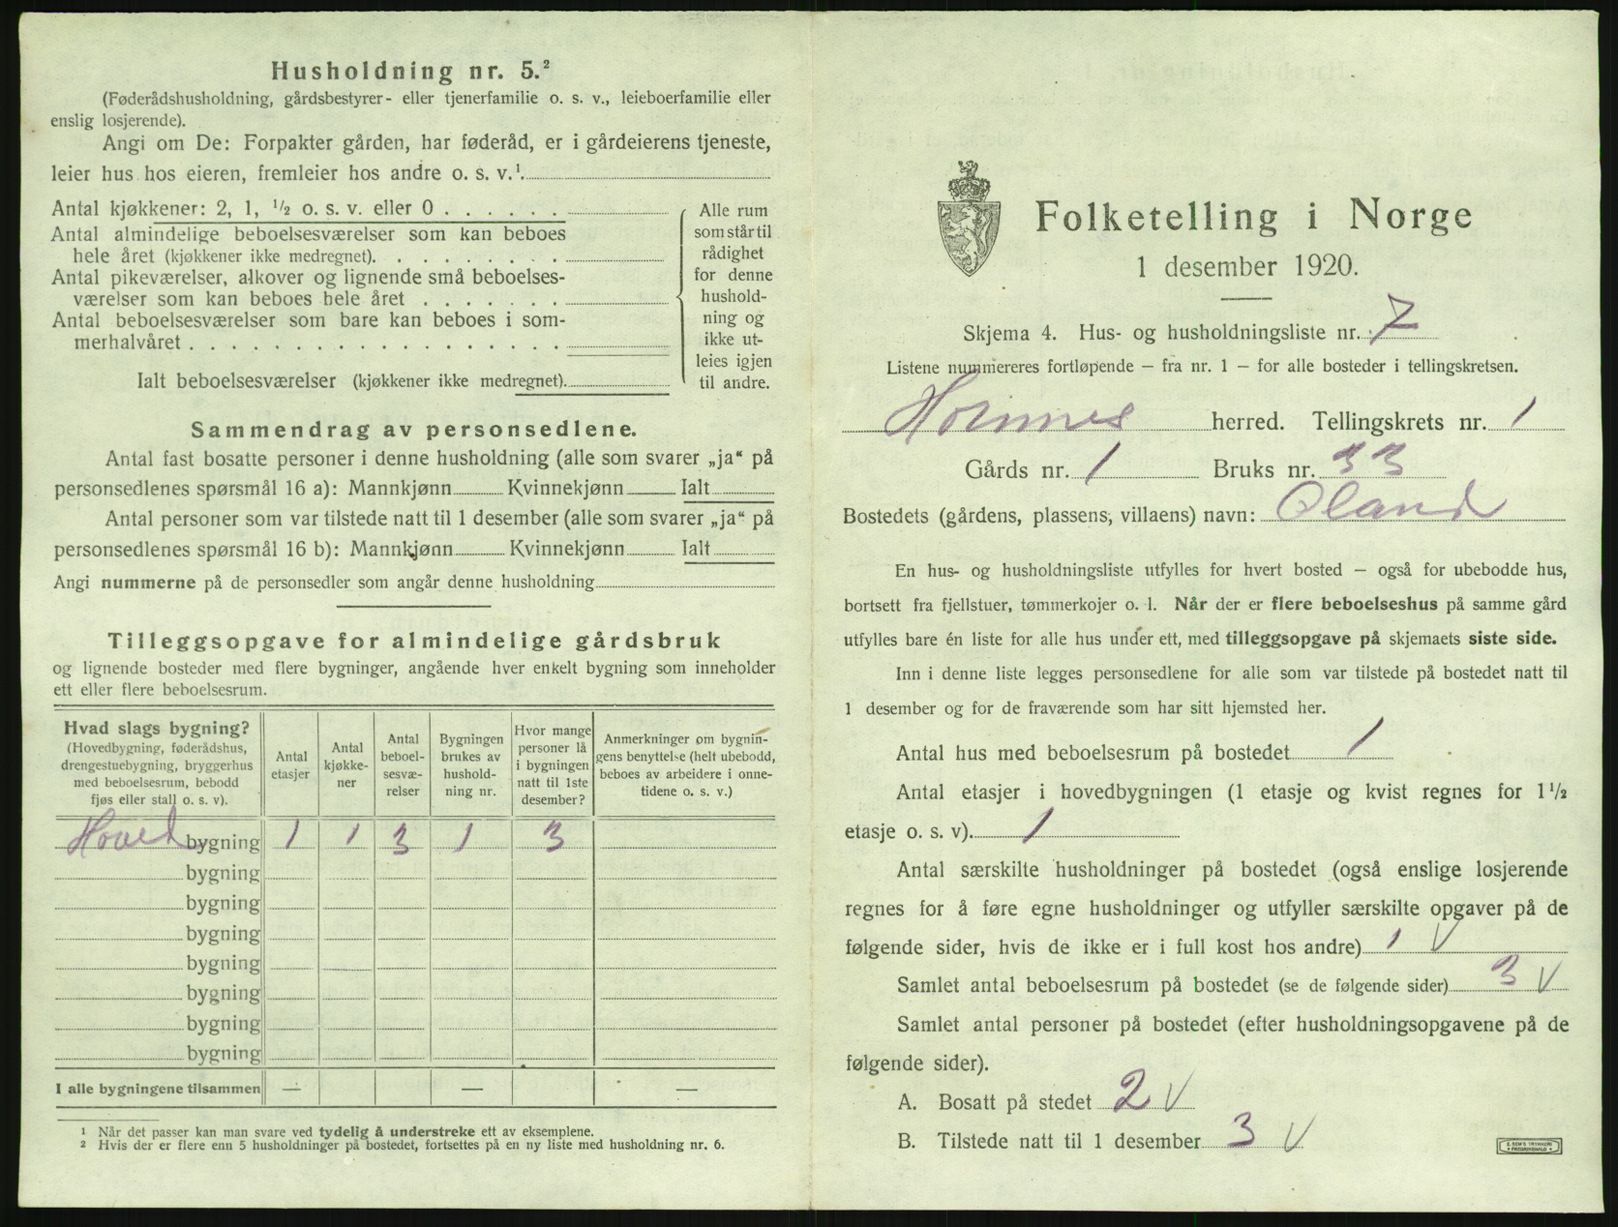 Husholdning nr. 5.²
(Føderådshusholdning, gårdsbestyrer- eller tjenerfamilie o. s. v., leieboerfamilie eller
enslig losjerende).
Angi om De: Forpakter gården, har føderåd, er i gårdeierens tjeneste,
leier hus hos eieren, fremleier hos andre o. s. v.¹.
Antal kjøkkener: 2, 1, ½ o. s. v. eller 0 . . . . . .
Antal almindelige beboelsesværelser som kan beboes
hele året (kjøkkener ikke medregnet). . . . . . . . .
Antal pikeværelser, alkover og lignende små beboelses-
værelser som kan beboes hele året . . . . . . .
Antal beboelsesværelser som bare kan beboes i som-
merhalvåret . . . . . . . . . . . . . . . . . .
Ialt beboelsesværelser (kjøkkener ikke medregnet).
Alle rum
som står til
rådighet
for denne
hushold-
ning og
ikke ut-
leies igjen
til andre.
Sammendrag av personsedlene.
Antal fast bosatte personer i denne husholdning (alle som svarer „ja“ på
personsedlenes spørsmål 16 a): Mannkjønn Kvinnekjønn Ialt
Antal personer som var tilstede natt til 1 desember (alle som svarer „ja“ på
personsedlenes spørsmål 16 b): Mannkjønn Kvinnekjønn Ialt
Angi nummerne på de personsedler som angår denne husholdning
Tilleggsopgave for almindelige gårdsbruk
og lignende bosteder med flere bygninger, angående hver enkelt bygning som inneholder
ett eller flere beboelsesrum.
Hvad slags bygning?
(Hovedbygning, føderådshus,
drengestuebygning, bryggerhus
med beboelsesrum, bebodd
fjøs eller stall o. s. v).
Antal
etasjer
Antal
kjøkke-
ner
Antal
beboel-
sesvæ-
relser
Bygningen
brukes av
hushold-
ning nr.
Hvor mange
personer lå
i bygningen
natt til 1ste
desember?
Anmerkninger om bygnin-
gens benyttelse (helt ubebodd,
beboes av arbeidere i onne-
tidene o. s. v.)
Hoved bygning 1 1 3 1 3
bygning
bygning
bygning
bygning
bygning
bygning
bygning
I alle bygningene tilsammen — — —
¹ Når det passer kan man svare ved tydelig å understreke ett av eksemplene.
² Hvis der er flere enn 5 husholdninger på bostedet, fortsettes på en ny liste med husholdning nr. 6.
Folketelling i Norge
1 desember 1920.
Skjema 4. Hus- og husholdningsliste nr. 7
Listene nummereres fortløpende — fra nr. 1 — for alle bosteder i tellingskretsen.
Hornnes herred. Tellingskrets nr. 1
Gårds nr. 1 Bruks nr. 33
Bostedets (gårdens, plassens, villaens) navn: Øland
En hus- og husholdningsliste utfylles for hvert bosted — også for ubebodde hus,
bortsett fra fjellstuer, tømmerkojer o. l. Når der er flere beboelseshus på samme gård
utfylles bare én liste for alle hus under ett, med tilleggsopgave på skjemaets siste side.
Inn i denne liste legges personsedlene for alle som var tilstede på bostedet natt til
1 desember og for de fraværende som har sitt hjemsted her.
Antal hus med beboelsesrum på bostedet 1
Antal etasjer i hovedbygningen (1 etasje og kvist regnes for 1½
etasje o. s. v). 1
Antal særskilte husholdninger på bostedet (også enslige losjerende
regnes for å føre egne husholdninger og utfyller særskilte opgaver på de
følgende sider, hvis de ikke er i full kost hos andre) 1 V
Samlet antal beboelsesrum på bostedet (se de følgende sider) 3 V
Samlet antal personer på bostedet (efter husholdningsopgavene på de
følgende sider).
A. Bosatt på stedet 2 V
B. Tilstede natt til 1 desember 3 V